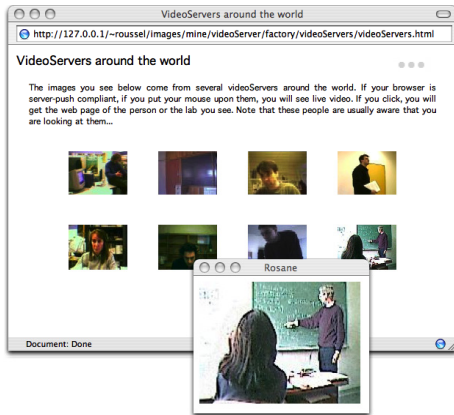 VideoServers around the world
http://127.0.0.1/~roussel/images/mine/videoServer/factory/videoServers/videoServers.html
VideoServers around the world
The images you see below come from several videoServers around the world. If your browser is
server-push compliant, if you put your mouse upon them, you will see live video. If you click, you will
get the web page of the person or the lab you see. Note that these people are usually aware that you
are looking at them...
Rosane
Document: Done